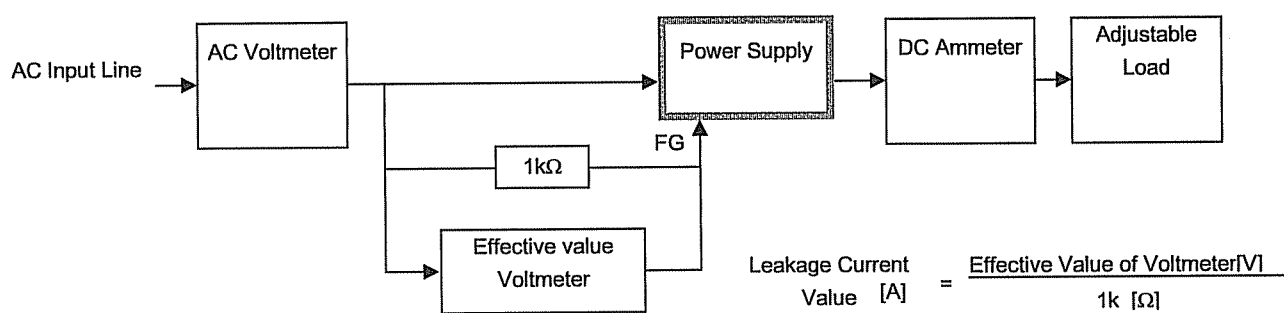 AC Input Line
AC Voltmeter
Power Supply
DC Ammeter
Adjustable
Load
FG
1kΩ
Effective value
Voltmeter
Leakage Current
Value [A]
=
Effective Value of Voltmeter[V]
1k [Ω]